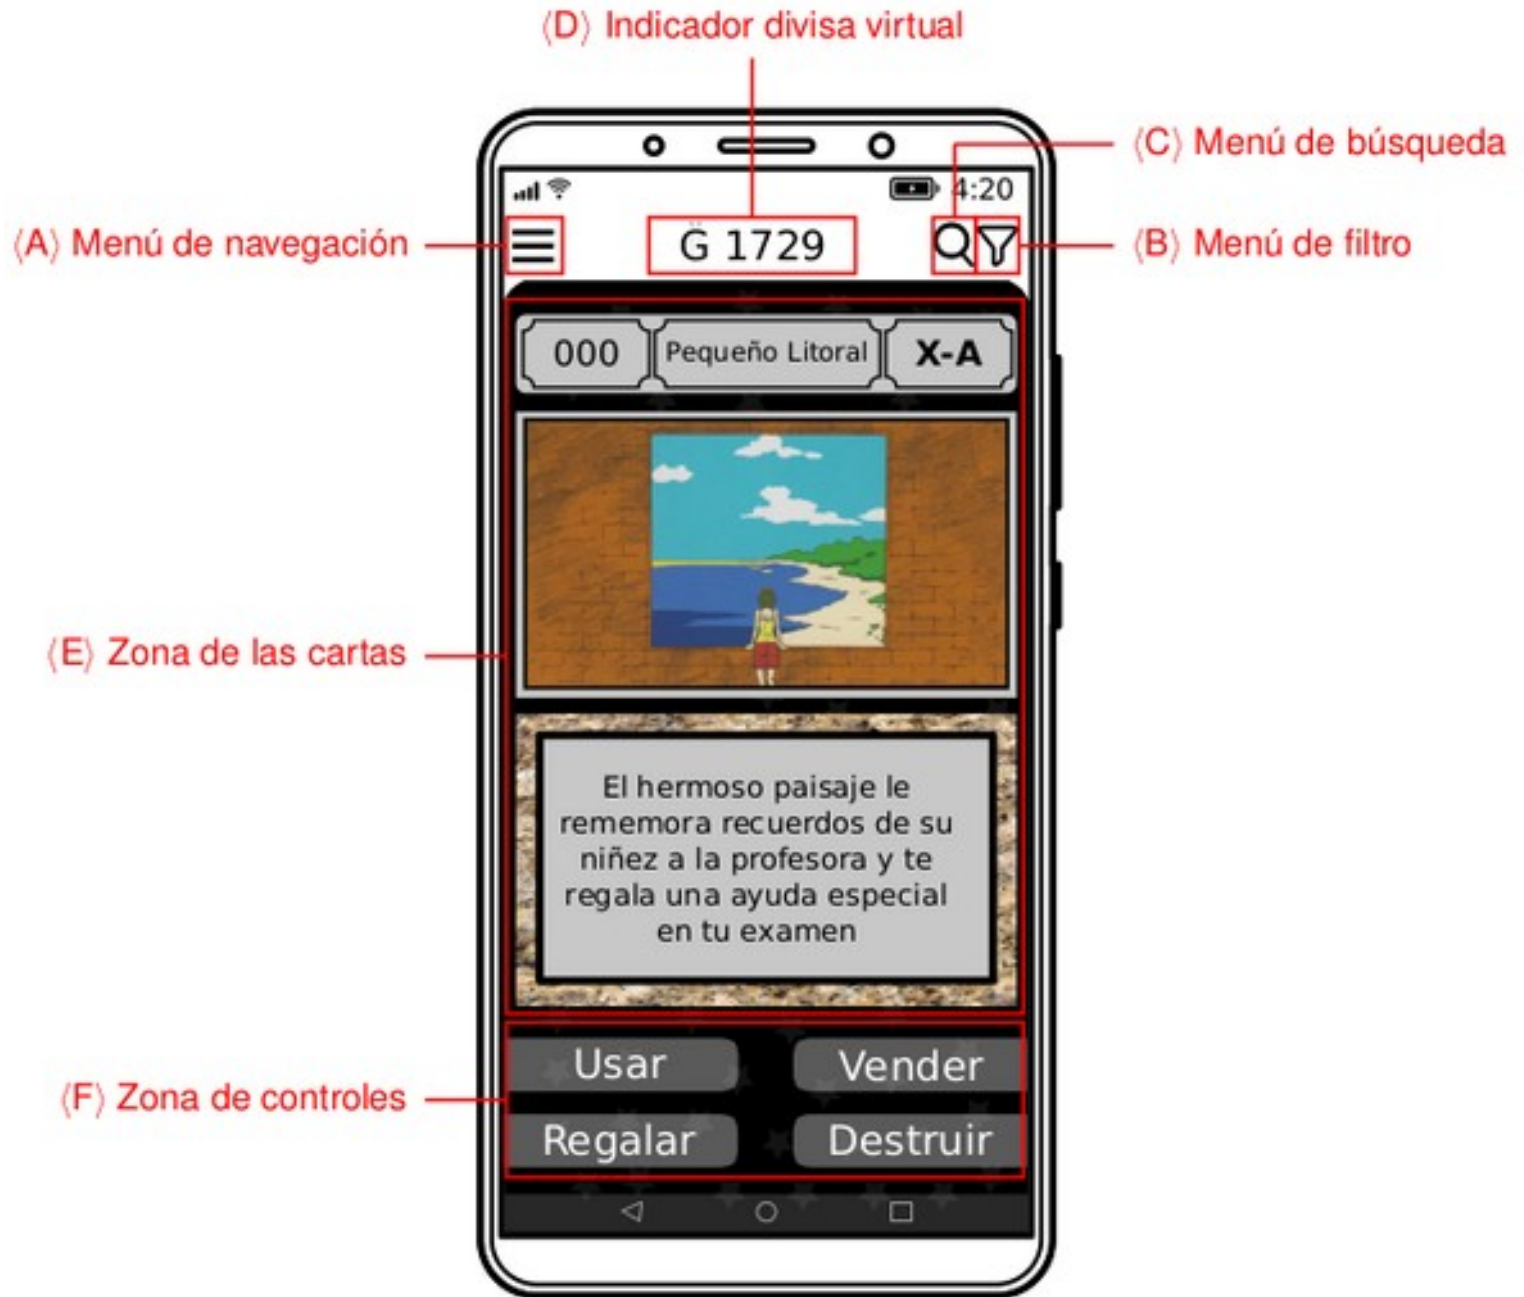 ⟨D⟩ Indicador divisa virtual
⟨C⟩ Menú de búsqueda
4:20
⟨A⟩ Menú de navegación
G̈ 1729
⟨B⟩ Menú de filtro
000
Pequeño Litoral
X-A
⟨E⟩ Zona de las cartas
El hermoso paisaje le
rememora recuerdos de su
niñez a la profesora y te
regala una ayuda especial
en tu examen
Usar
Vender
⟨F⟩ Zona de controles
Regalar
Destruir